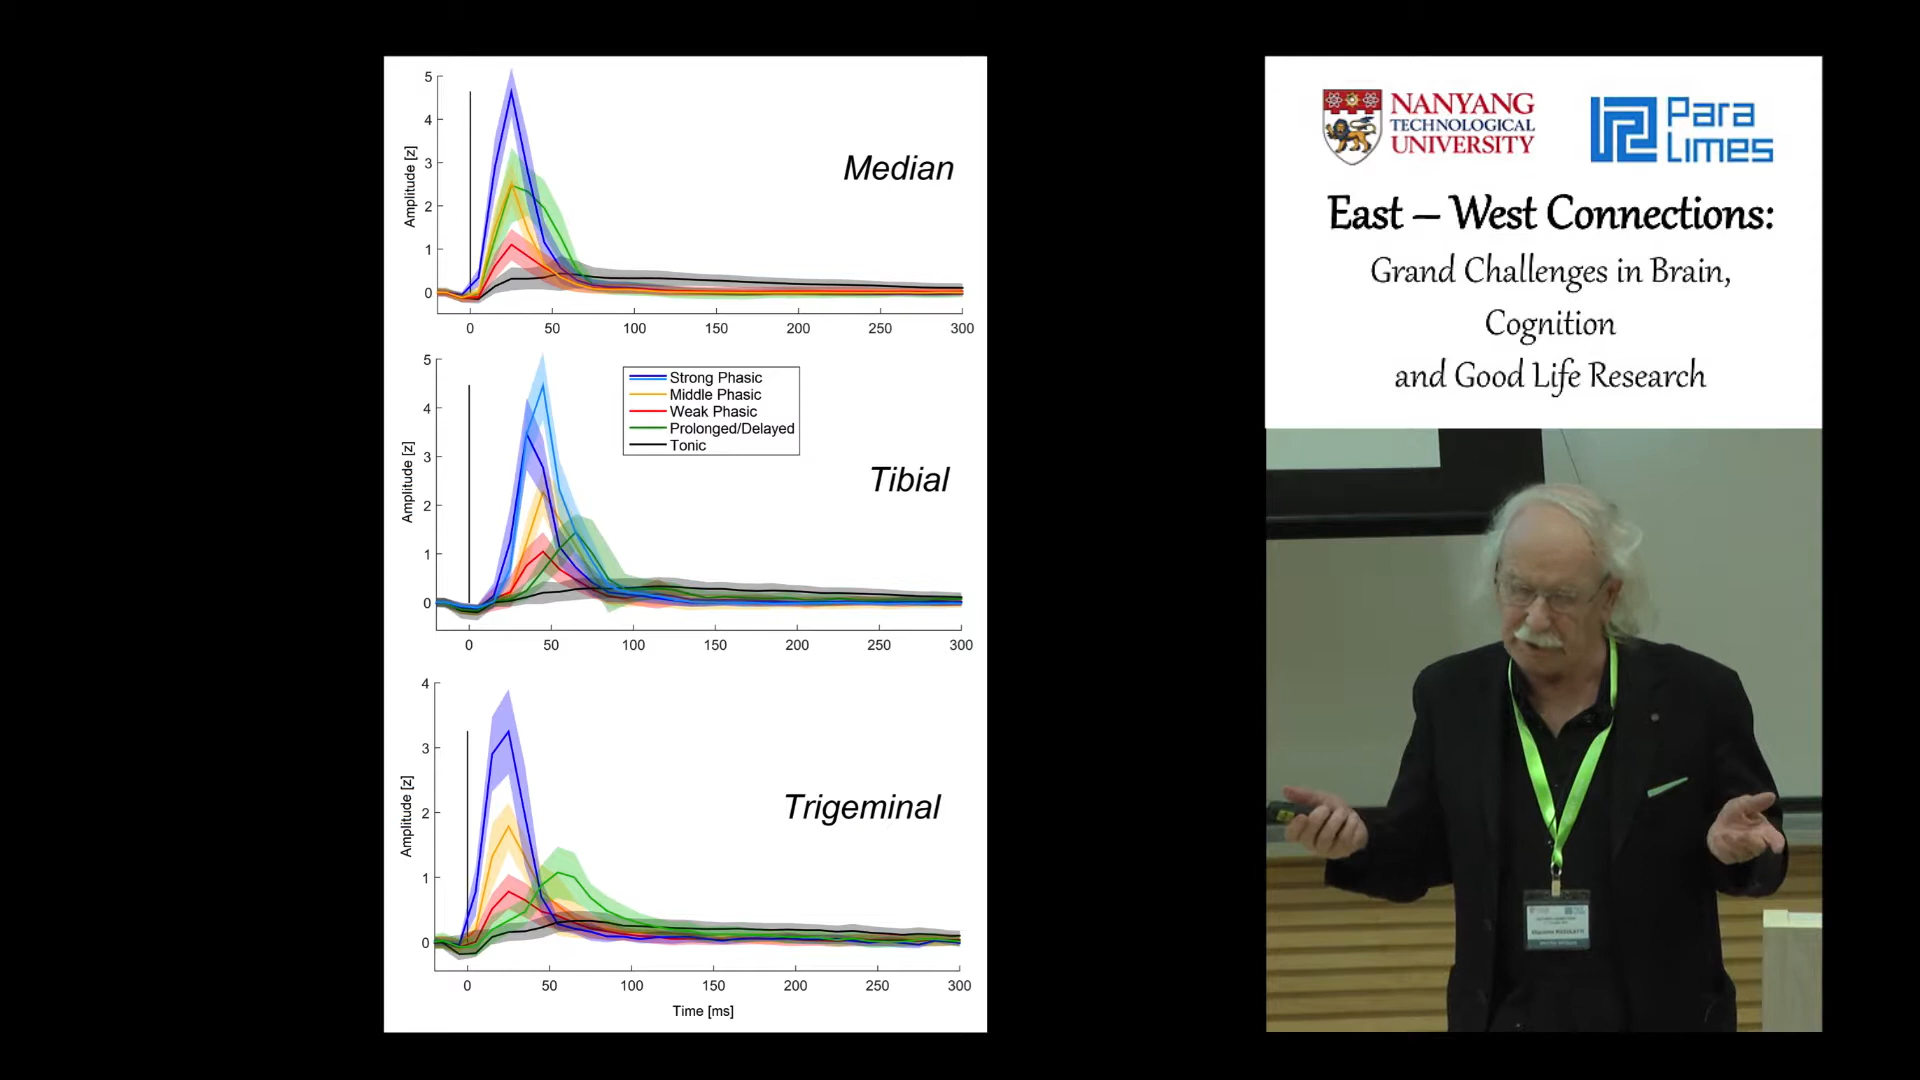 5
4
3
2
1
0
Amplitude [z]
Median
0 50 100 150 200 250 300
5
4
3
2
1
0
Amplitude [z]
Strong Phasic
Middle Phasic
Weak Phasic
Prolonged/Delayed
Tonic
Tibial
0 50 100 150 200 250 300
4
3
2
1
0
Amplitude [z]
Trigeminal
0 50 100 150 200 250 300
Time [ms]
NANYANG
TECHNOLOGICAL
UNIVERSITY
Para
Limes
East – West Connections:
Grand Challenges in Brain,
Cognition
and Good Life Research